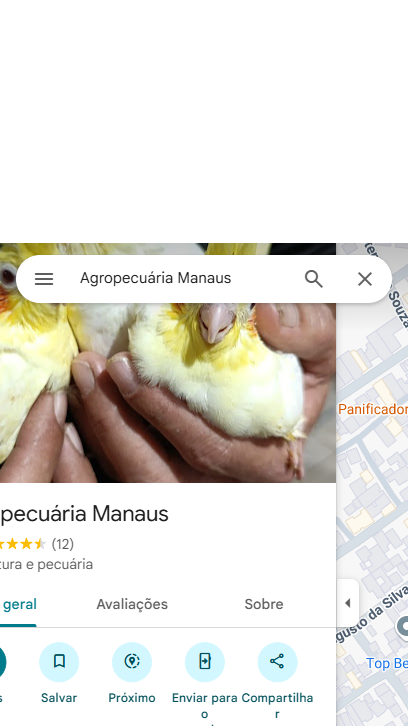 Agropecuária Manaus
Souza
Panificador
pecuária Manaus
(12)
tura e pecuária
geral
Avaliações
Sobre
gusto da Silva
Top Be
s
Salvar
Próximo
Enviar para
o
Compartilha
r